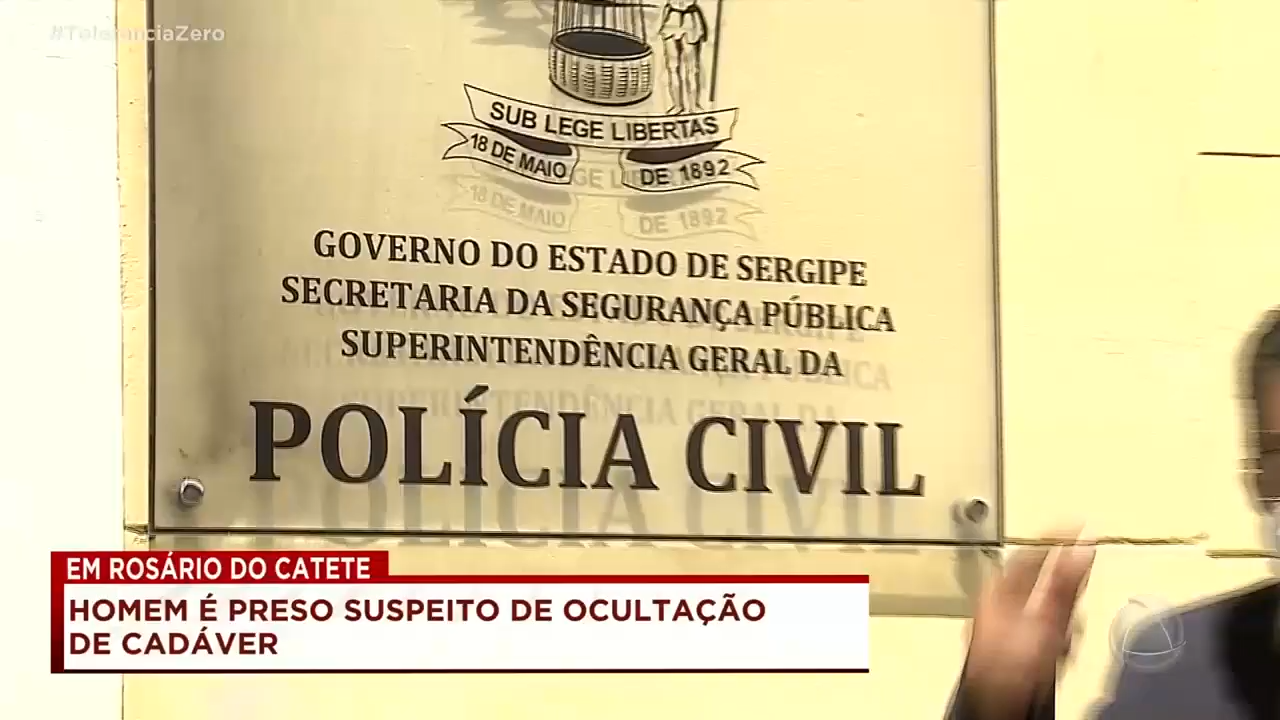 #TolerânciaZero
SUB LEGE LIBERTAS
18 DE MAIO DE 1892
GOVERNO DO ESTADO DE SERGIPE
SECRETARIA DA SEGURANÇA PÚBLICA
SUPERINTENDÊNCIA GERAL DA
POLÍCIA CIVIL
EM ROSÁRIO DO CATETE
HOMEM É PRESO SUSPEITO DE OCULTAÇÃO
DE CADÁVER